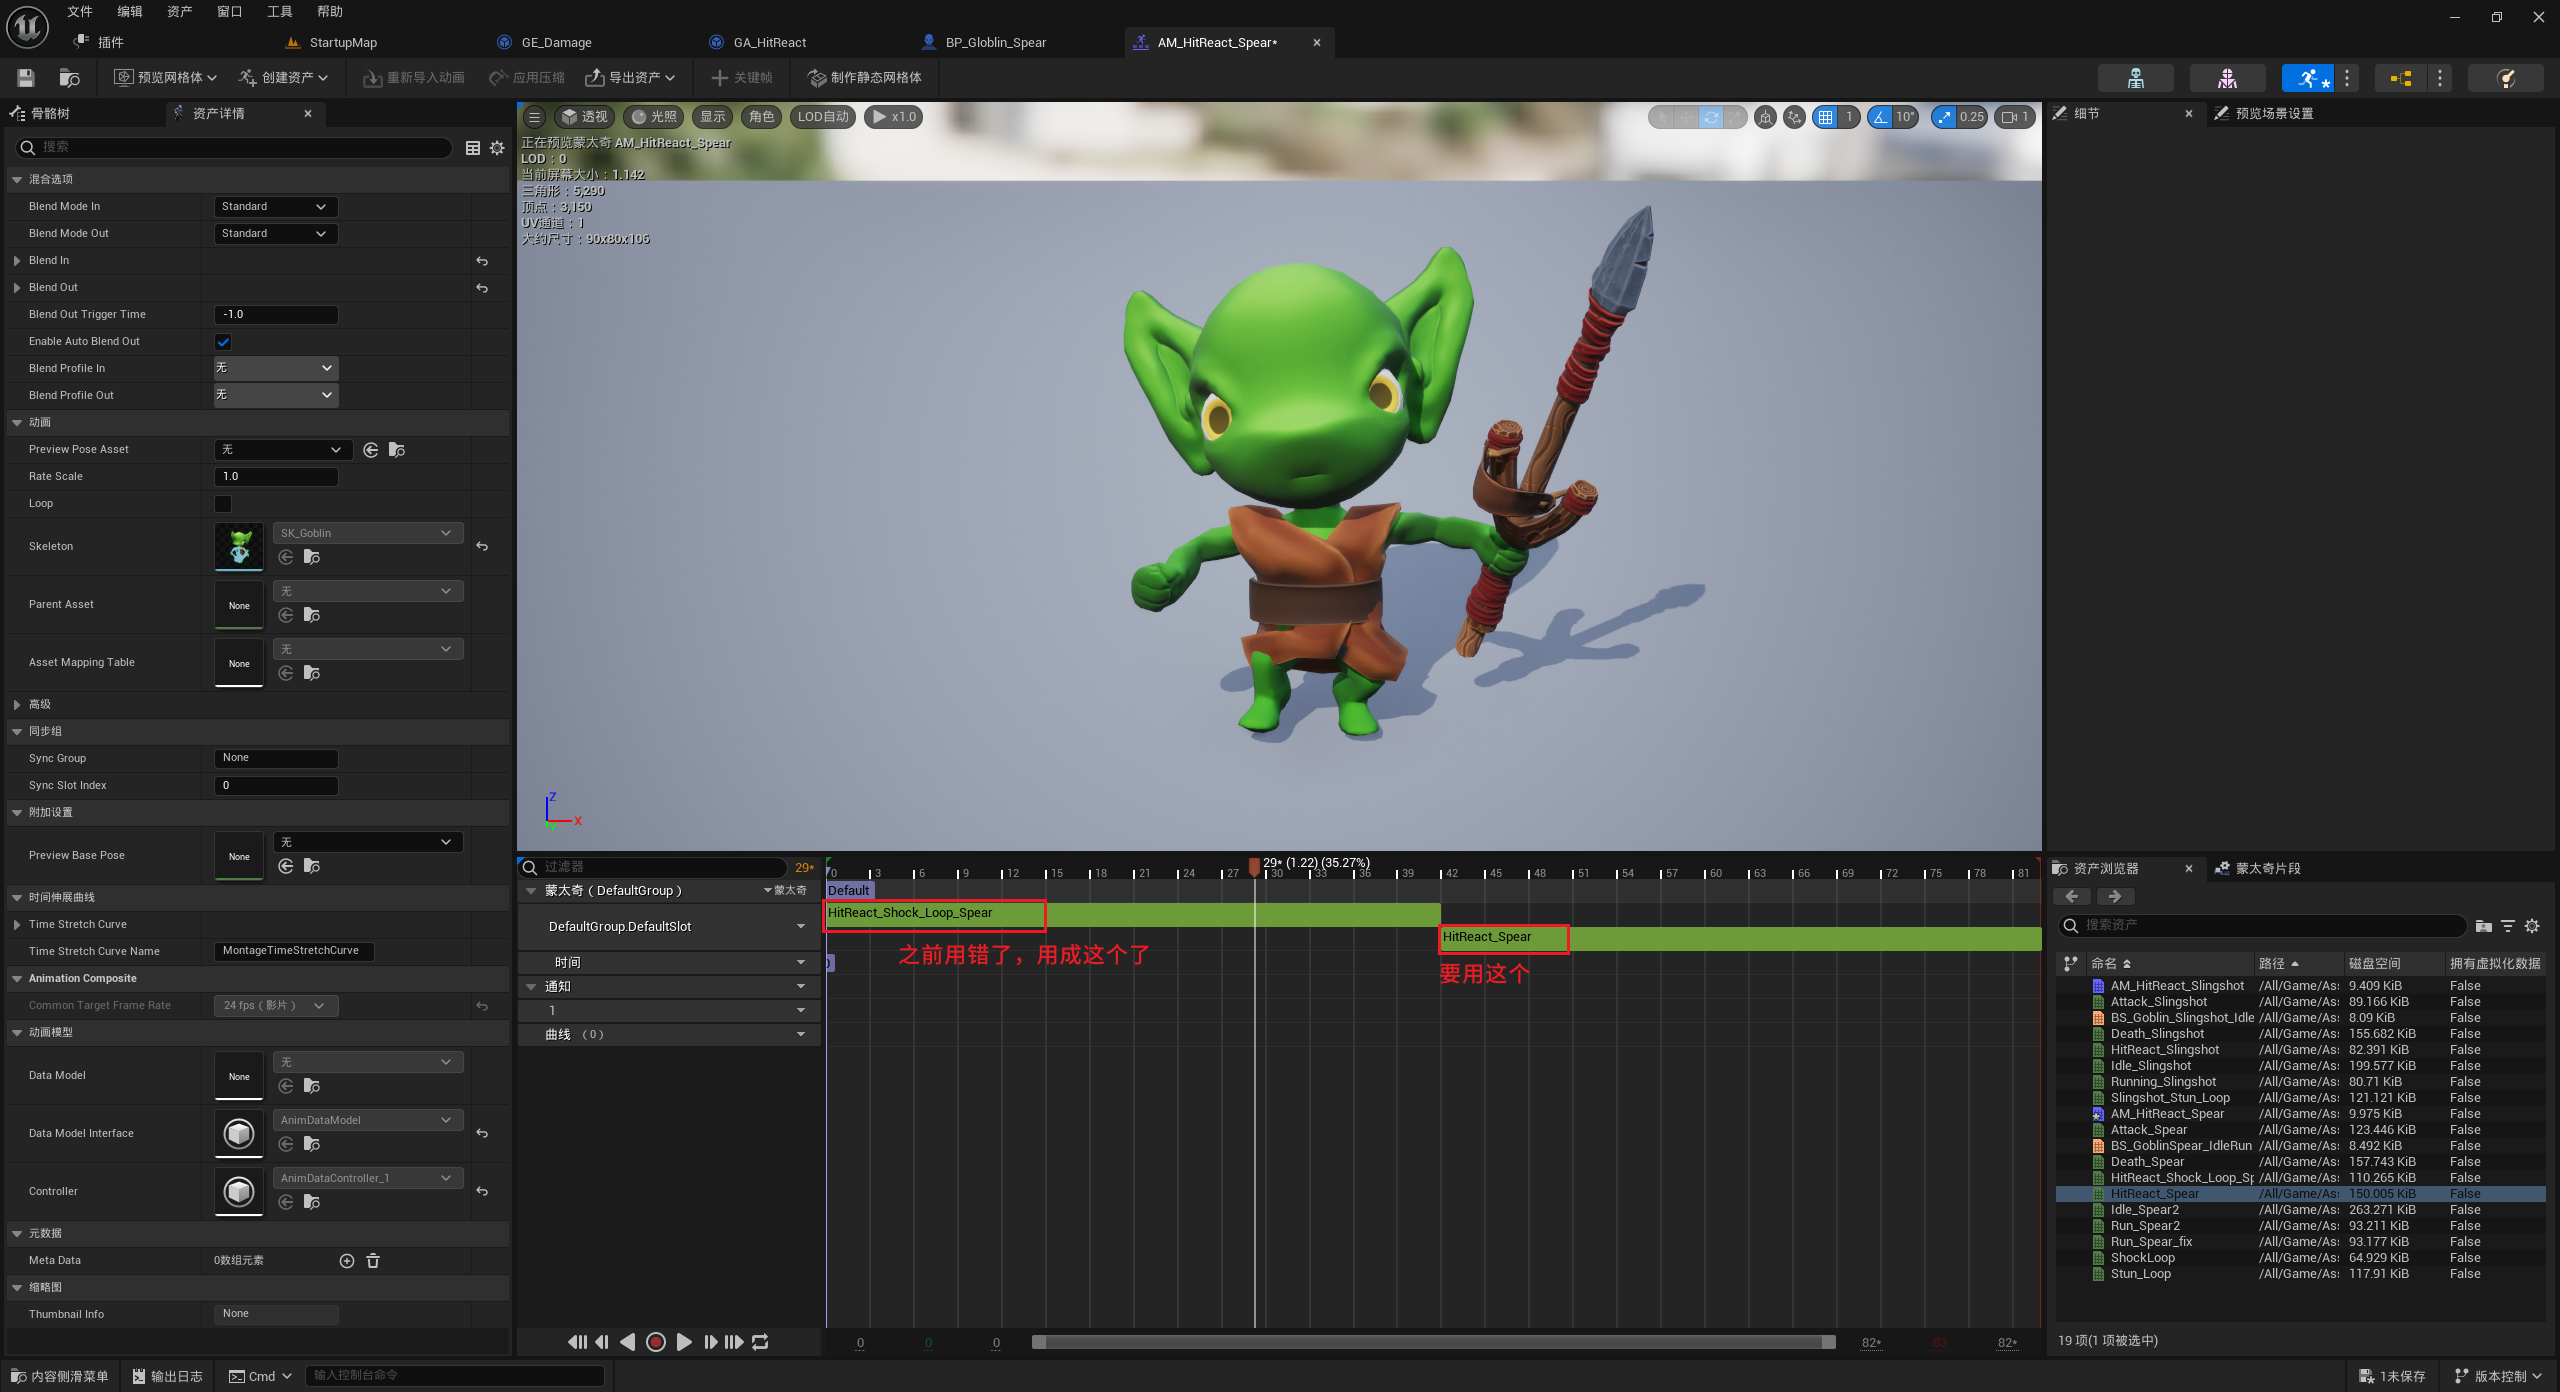 文件 编辑 资产 窗口 工具 帮助
插件 StartupMap GE_Damage GA_HitReact BP_Globlin_Spear AM_HitReact_Spear*
预览网格体 创建资产 重新导入动画 应用压缩 导出资产 关键帧 制作静态网格体
骨骼树 资产详情
搜索
混合选项
Blend Mode In Standard
Blend Mode Out Standard
Blend In
Blend Out
Blend Out Trigger Time -1.0
Enable Auto Blend Out
Blend Profile In 无
Blend Profile Out 无
动画
Preview Pose Asset 无
Rate Scale 1.0
Loop
Skeleton SK_Goblin
Parent Asset None 无
Asset Mapping Table None 无
高级
同步组
Sync Group None
Sync Slot Index 0
附加设置
Preview Base Pose None 无
时间伸展曲线
Time Stretch Curve
Time Stretch Curve Name MontageTimeStretchCurve
Animation Composite
Common Target Frame Rate 24 fps（影片）
动画模型
Data Model None 无
Data Model Interface AnimDataModel
Controller AnimDataController_1
元数据
Meta Data 0数组元素
缩略图
Thumbnail Info None
透视 光照 显示 角色 LOD自动 x1.0 1 10° 0.25 1
正在预览蒙太奇 AM_HitReact_Spear
LOD：0
当前屏幕大小：1.142
三角形：5,290
顶点：3,150
UV通道：1
大约尺寸：90x80x106
Z
X
过滤器 29*
29* (1.22) (35.27%)
0 3 6 9 12 15 18 21 24 27 30 33 36 39 42 45 48 51 54 57 60 63 66 69 72 75 78 81
蒙太奇（DefaultGroup） 蒙太奇 Default
DefaultGroup.DefaultSlot HitReact_Shock_Loop_Spear
HitReact_Spear
之前用错了，用成这个了
要用这个
时间
通知
1
曲线 （0）
0 0 0 82* 83 82*
细节 预览场景设置
资产浏览器 蒙太奇片段
搜索资产
命名 路径 磁盘空间 拥有虚拟化数据
AM_HitReact_Slingshot /All/Game/As: 9.409 KiB False
Attack_Slingshot /All/Game/As: 89.166 KiB False
BS_Goblin_Slingshot_Idle /All/Game/As: 8.09 KiB False
Death_Slingshot /All/Game/As: 155.682 KiB False
HitReact_Slingshot /All/Game/As: 82.391 KiB False
Idle_Slingshot /All/Game/As: 199.577 KiB False
Running_Slingshot /All/Game/As: 80.71 KiB False
Slingshot_Stun_Loop /All/Game/As: 121.121 KiB False
AM_HitReact_Spear /All/Game/As: 9.975 KiB False
Attack_Spear /All/Game/As: 123.446 KiB False
BS_GoblinSpear_IdleRun /All/Game/As: 8.492 KiB False
Death_Spear /All/Game/As: 157.743 KiB False
HitReact_Shock_Loop_Sp /All/Game/As: 110.265 KiB False
HitReact_Spear /All/Game/As: 150.005 KiB False
Idle_Spear2 /All/Game/As: 263.271 KiB False
Run_Spear2 /All/Game/As: 93.211 KiB False
Run_Spear_fix /All/Game/As: 93.177 KiB False
ShockLoop /All/Game/As: 64.929 KiB False
Stun_Loop /All/Game/As: 117.91 KiB False
19 项(1 项被选中)
内容侧滑菜单 输出日志 Cmd 输入控制台命令 1未保存 版本控制